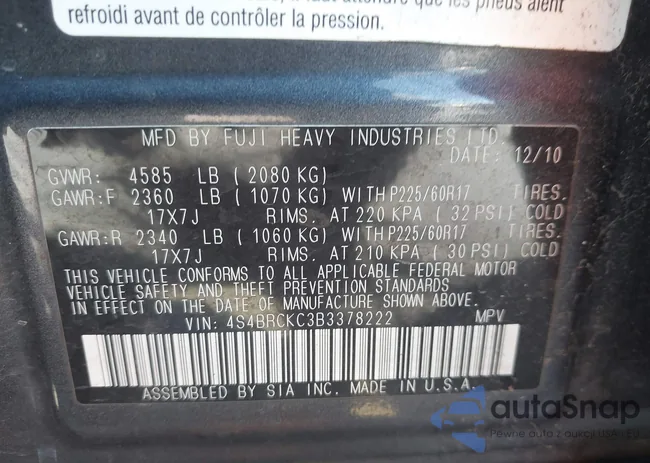 refroidi avant de contrôler la pression.
MFD BY FUJI HEAVY INDUSTRIES LTD.
DATE: 12/10
GVWR: 4585 LB (2080 KG)
GAWR:F 2360 LB (1070 KG) WITH P225/60R17 TIRES.
17X7J RIMS. AT 220 KPA (32 PSI) COLD
GAWR:R 2340 LB (1060 KG) WITH P225/60R17 TIRES.
17X7J RIMS. AT 210 KPA (30 PSI) COLD
THIS VEHICLE CONFORMS TO ALL APPLICABLE FEDERAL MOTOR
VEHICLE SAFETY AND THEFT PREVENTION STANDARDS
IN EFFECT ON THE DATE OF MANUFACTURE SHOWN ABOVE.
VIN: 4S4BRCKC3B3378222 MPV
ASSEMBLED BY SIA INC. MADE IN U.S.A.
autaSnap
Pewne auta z aukcji